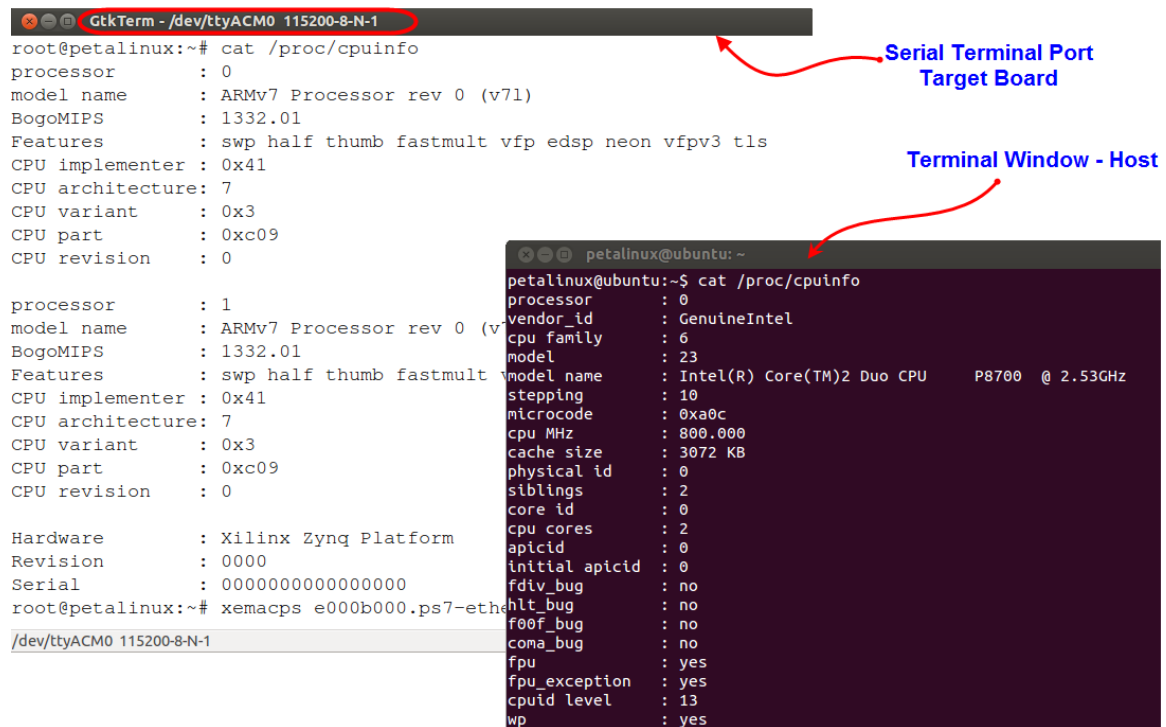 GtkTerm - /dev/ttyACM0 115200-8-N-1
root@petalinux:~# cat /proc/cpuinfo
processor : 0
model name : ARMv7 Processor rev 0 (v7l)
BogoMIPS : 1332.01
Features : swp half thumb fastmult vfp edsp neon vfpv3 tls
CPU implementer : 0x41
CPU architecture: 7
CPU variant : 0x3
CPU part : 0xc09
CPU revision : 0
processor : 1
model name : ARMv7 Processor rev 0 (v
BogoMIPS : 1332.01
Features : swp half thumb fastmult
CPU implementer : 0x41
CPU architecture: 7
CPU variant : 0x3
CPU part : 0xc09
CPU revision : 0
Hardware : Xilinx Zynq Platform
Revision : 0000
Serial : 0000000000000000
root@petalinux:~# xemacps e000b000.ps7-ethe
/dev/ttyACM0 115200-8-N-1
Serial Terminal Port
Target Board
Terminal Window - Host
petalinux@ubuntu: ~
petalinux@ubuntu:~$ cat /proc/cpuinfo
processor : 0
vendor_id : GenuineIntel
cpu family : 6
model : 23
model name : Intel(R) Core(TM)2 Duo CPU P8700 @ 2.53GHz
stepping : 10
microcode : 0xa0c
cpu MHz : 800.000
cache size : 3072 KB
physical id : 0
siblings : 2
core id : 0
cpu cores : 2
apicid : 0
initial apicid : 0
fdiv_bug : no
hlt_bug : no
f00f_bug : no
coma_bug : no
fpu : yes
fpu_exception : yes
cpuid level : 13
wp : yes